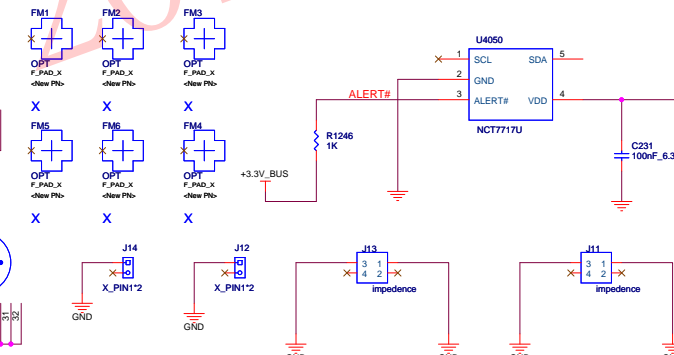 FM1 FM2 FM3
OPT OPT OPT
F_PAD_X F_PAD_X F_PAD_X
<New PN> <New PN> <New PN>
X X X
FM5 FM6 FM4
OPT OPT OPT
F_PAD_X F_PAD_X F_PAD_X
<New PN> <New PN> <New PN>
X X X
U4050
1 SCL SDA 5
2 GND
ALERT# 3 ALERT# VDD 4
NCT7717U
R1246
1K
+3.3V_BUS
C231
100nF_6.3
J14
X_PIN1*2
GND
J12
X_PIN1*2
GND
J13
3 1
4 2
impedence
J11
3 1
4 2
impedence
31
32